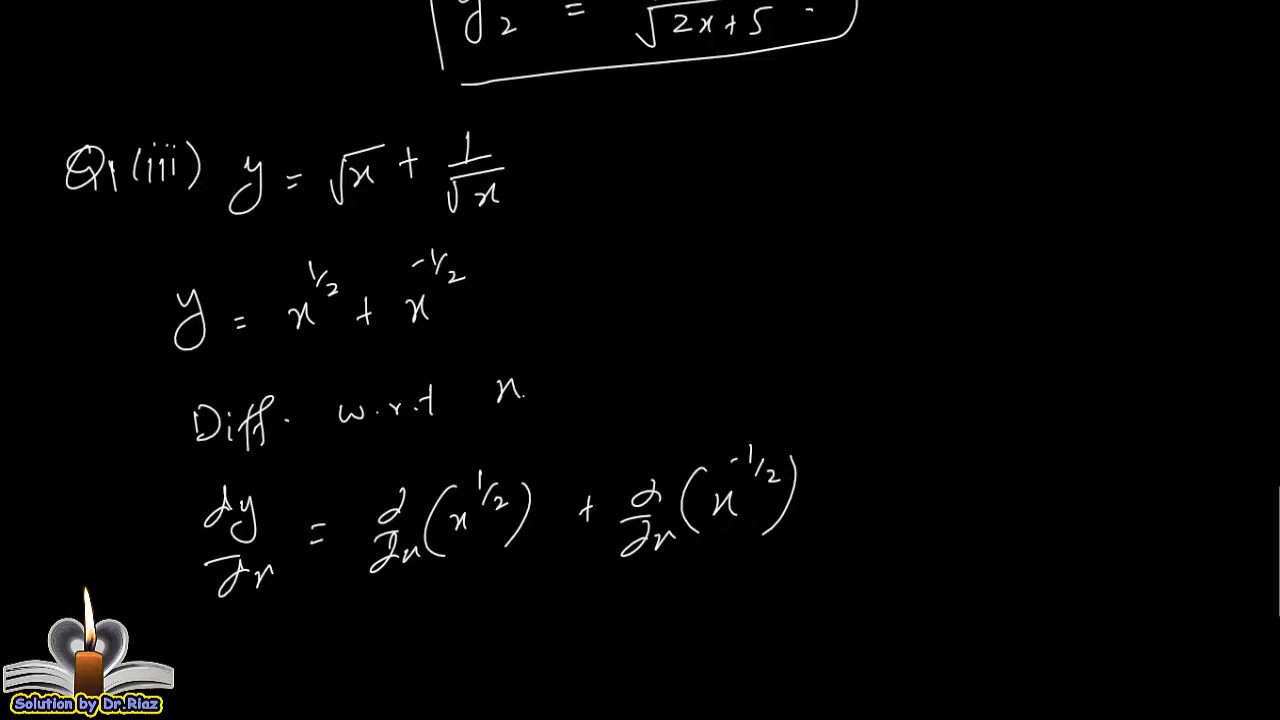 y₂ = √(2x+5)
Q1 (iii) y = √x + 1/√x
y = x^(1/2) + x^(-1/2)
Diff. w.r.t x.
dy/dx = d/dx (x^(1/2)) + d/dx (x^(-1/2))
Solution by Dr.Riaz